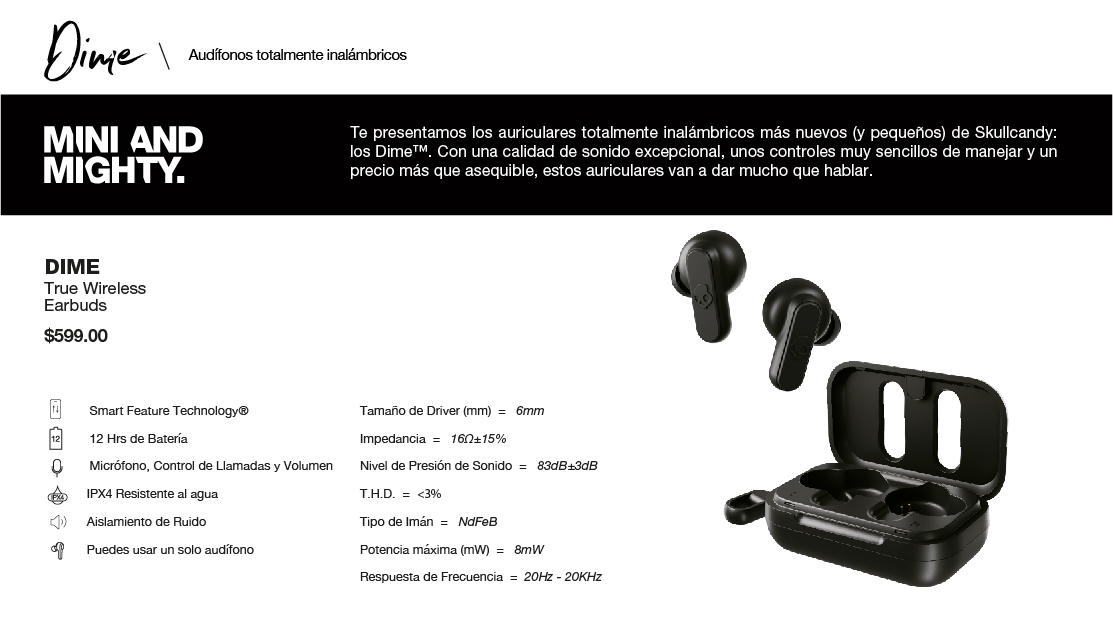 Dime \ Audífonos totalmente inalámbricos
MINI AND
MIGHTY.
Te presentamos los auriculares totalmente inalámbricos más nuevos (y pequeños) de Skullcandy:
los Dime™. Con una calidad de sonido excepcional, unos controles muy sencillos de manejar y un
precio más que asequible, estos auriculares van a dar mucho que hablar.
DIME
True Wireless
Earbuds
$599.00
Smart Feature Technology®
12
12 Hrs de Batería
Micrófono, Control de Llamadas y Volumen
IPX4
IPX4 Resistente al agua
Aislamiento de Ruido
Puedes usar un solo audífono
Tamaño de Driver (mm) = 6mm
Impedancia = 16Ω±15%
Nivel de Presión de Sonido = 83dB±3dB
T.H.D. = <3%
Tipo de Imán = NdFeB
Potencia máxima (mW) = 8mW
Respuesta de Frecuencia = 20Hz - 20KHz